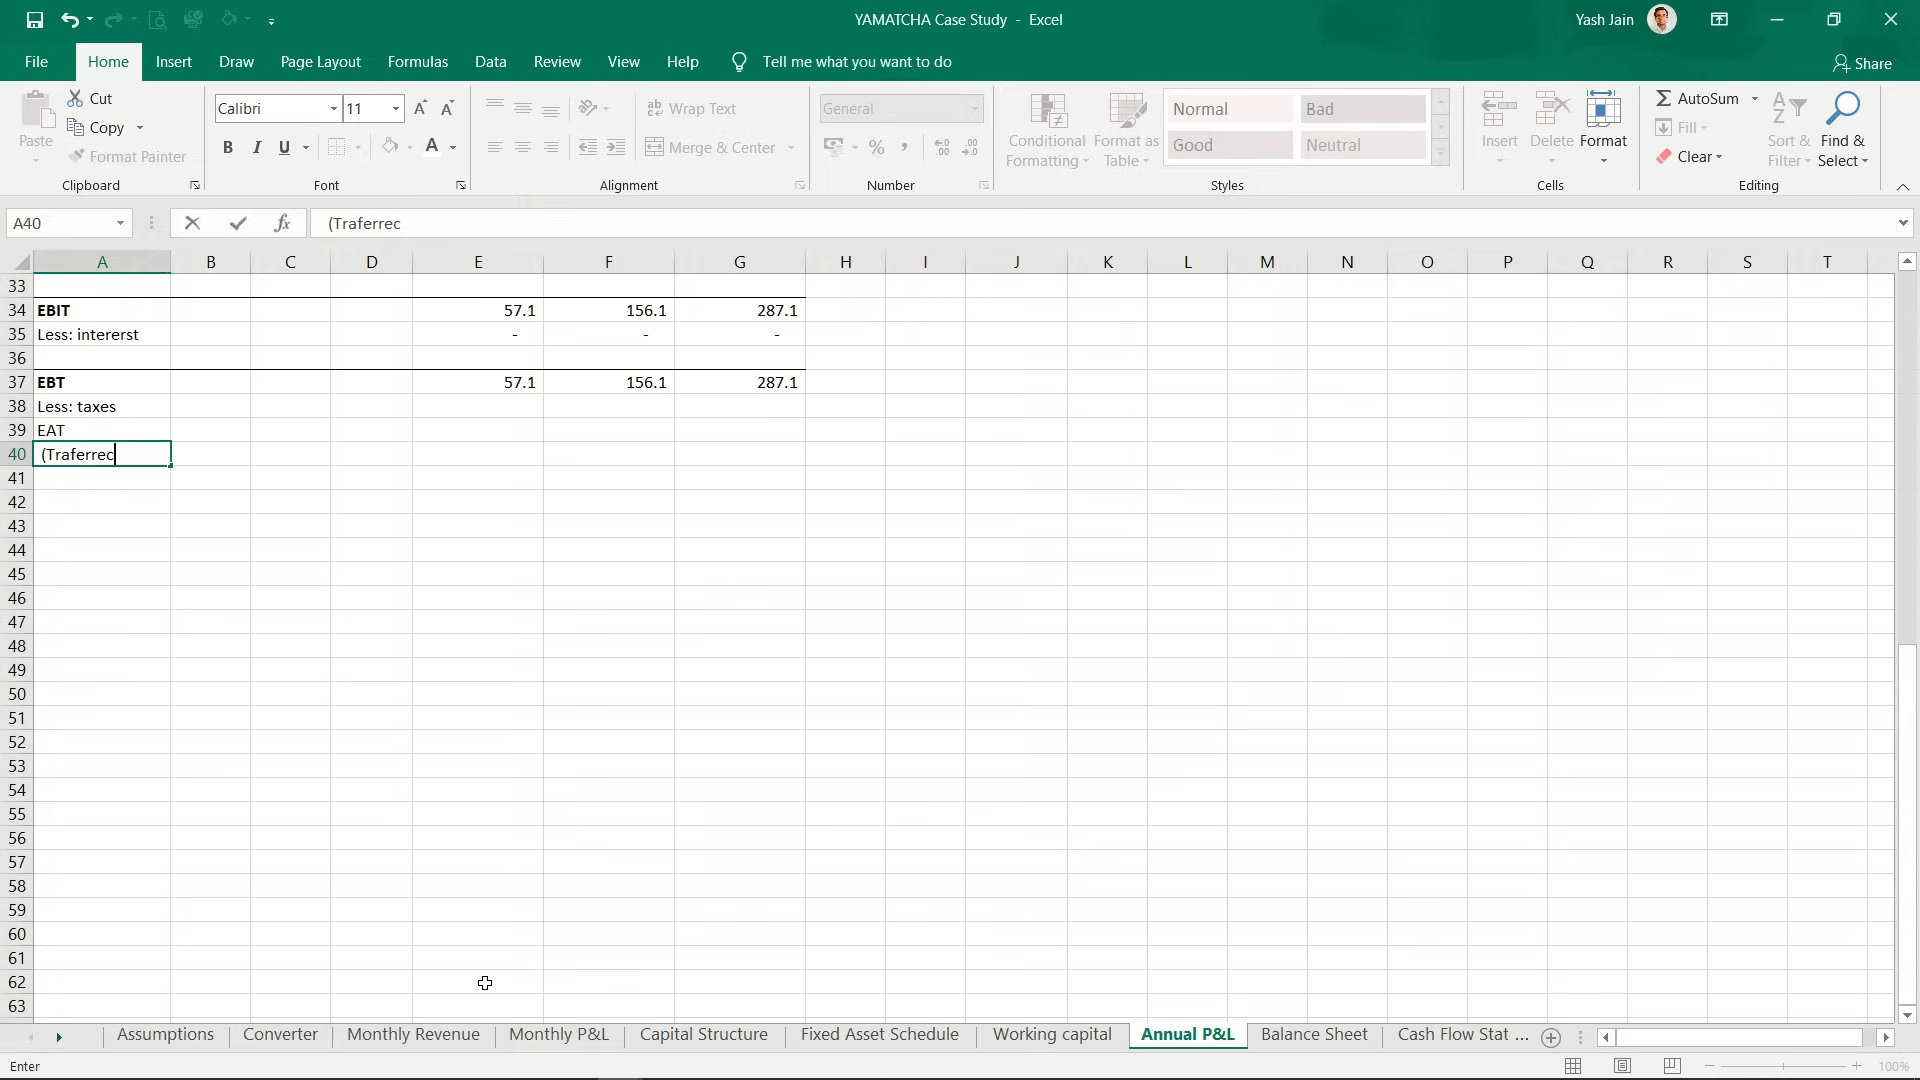 YAMATCHA Case Study - Excel
Yash Jain
File Home Insert Draw Page Layout Formulas Data Review View Help Tell me what you want to do
Share
Paste
Cut
Copy
Format Painter
Clipboard
Calibri 11
B I U
Font
Wrap Text
Merge & Center
Alignment
General
Number
Conditional Formatting
Format as Table
Normal Bad
Good Neutral
Styles
Insert Delete Format
Cells
AutoSum
Fill
Clear
Sort & Filter
Find & Select
Editing
A40 fx (Traferrec
A B C D E F G H I J K L M N O P Q R S T
33
34 EBIT 57.1 156.1 287.1
35 Less: intererst - - -
36
37 EBT 57.1 156.1 287.1
38 Less: taxes
39 EAT
40 (Traferrec
41
42
43
44
45
46
47
48
49
50
51
52
53
54
55
56
57
58
59
60
61
62
63
Assumptions Converter Monthly Revenue Monthly P&L Capital Structure Fixed Asset Schedule Working capital Annual P&L Balance Sheet Cash Flow Stat ...
Enter 100%